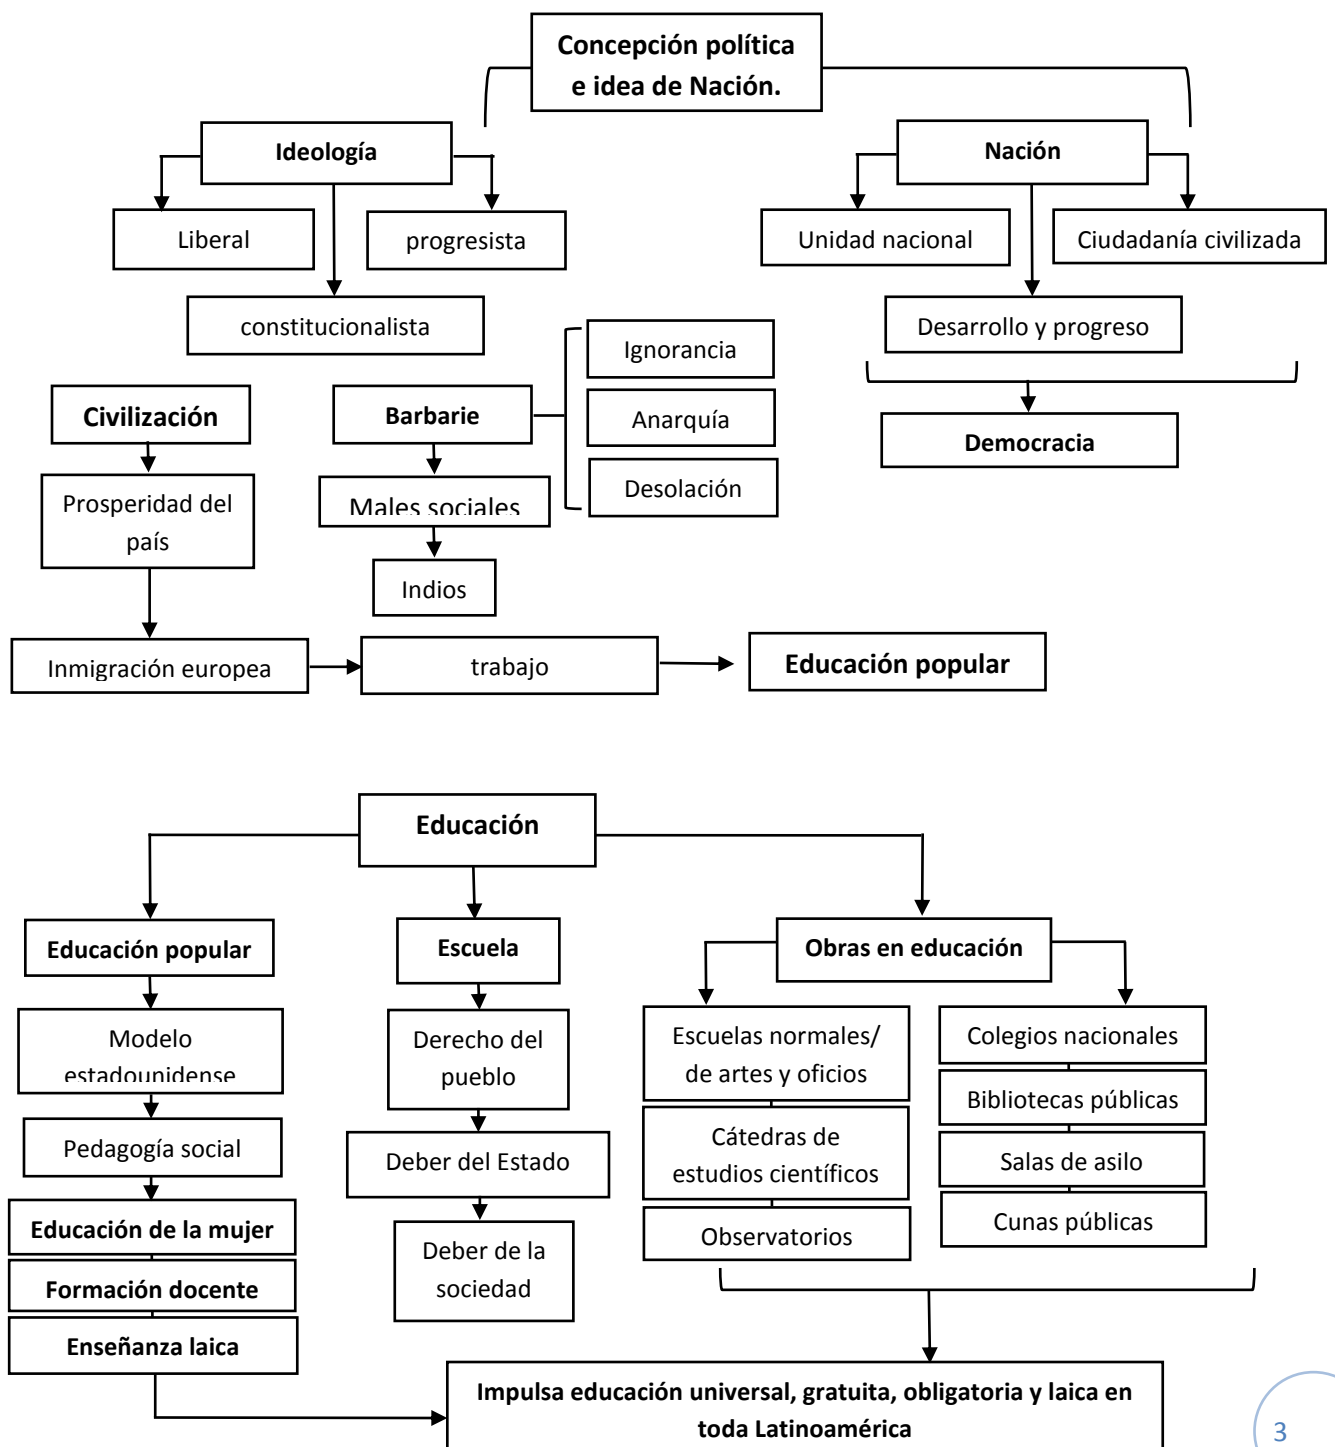 Concepción política
e idea de Nación.
Ideología
Nación
Liberal
progresista
Unidad nacional
Ciudadanía civilizada
constitucionalista
Desarrollo y progreso
Ignorancia
Civilización
Barbarie
Anarquía
Democracia
Desolación
Prosperidad del
país
Males sociales
Indios
Inmigración europea
trabajo
Educación popular
Educación
Educación popular
Escuela
Obras en educación
Modelo
estadounidense
Derecho del
pueblo
Escuelas normales/
de artes y oficios
Colegios nacionales
Bibliotecas públicas
Pedagogía social
Deber del Estado
Cátedras de
estudios científicos
Salas de asilo
Educación de la mujer
Deber de la
sociedad
Observatorios
Cunas públicas
Formación docente
Enseñanza laica
Impulsa educación universal, gratuita, obligatoria y laica en
toda Latinoamérica
3